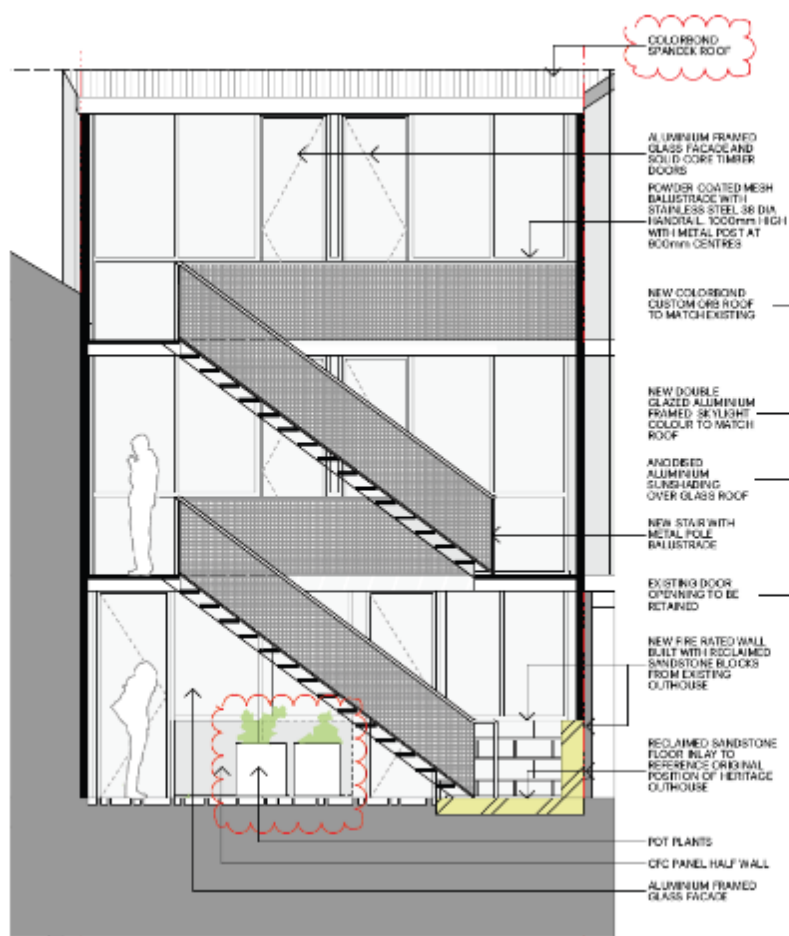 COLORBOND
SPANDEK ROOF
ALUMINIUM FRAMED
GLASS FACADE AND
SOLID CORE TIMBER
DOORS
POWDER COATED MESH
BALUSTRADE WITH
STAINLESS STEEL 38 DIA
HANDRAIL. 1000mm HIGH
WITH METAL POST AT
900mm CENTRES
NEW COLORBOND
CUSTOM ORB ROOF
TO MATCH EXISTING
NEW DOUBLE
GLAZED ALUMINIUM
FRAMED SKYLIGHT
COLOUR TO MATCH
ROOF
ANODISED
ALUMINIUM
SUNSHADING
OVER GLASS ROOF
NEW STAIR WITH
METAL POLE
BALUSTRADE
EXISTING DOOR
OPENNING TO BE
RETAINED
NEW FIRE RATED WALL
BUILT WITH RECLAIMED
SANDSTONE BLOCKS
FROM EXISTING
OUTHOUSE
RECLAIMED SANDSTONE
FLOOR INLAY TO
REFERENCE ORIGINAL
POSITION OF HERITAGE
OUTHOUSE
POT PLANTS
CFC PANEL HALF WALL
ALUMINIUM FRAMED
GLASS FACADE